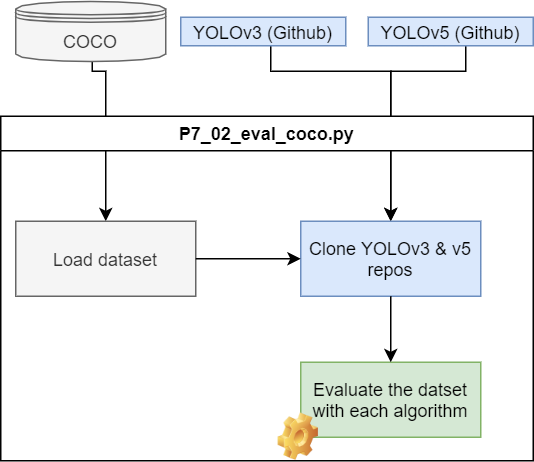 COCO
YOLOv3 (Github)
YOLOv5 (Github)
P7_02_eval_coco.py
Load dataset
Clone YOLOv3 & v5
repos
Evaluate the datset
with each algorithm